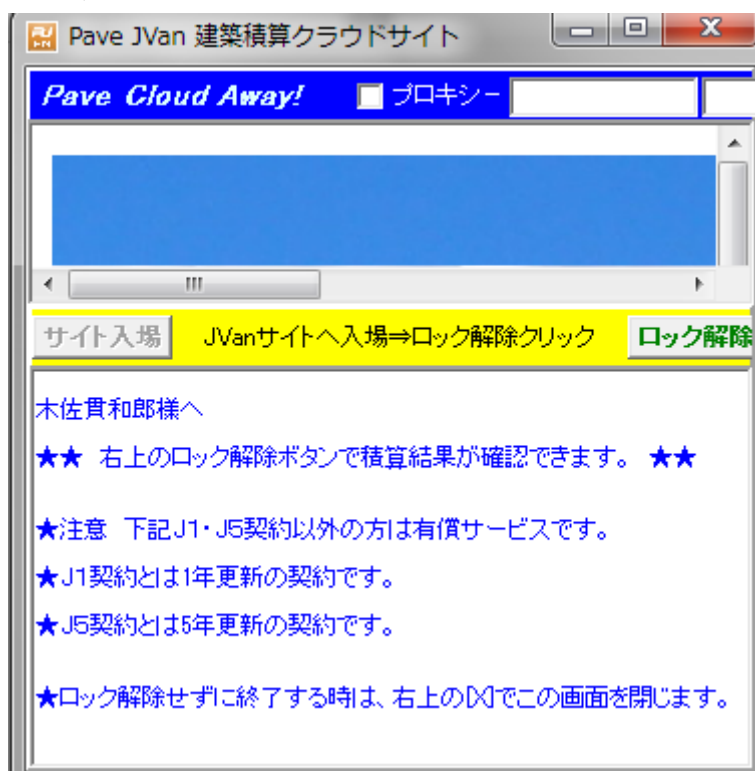 Pave JVan 建築積算クラウドサイト
Pave Cloud Away! プロキシー
サイト入場 JVanサイトへ入場⇒ロック解除クリック ロック解除
木佐貫和郎様へ
★★ 右上のロック解除ボタンで積算結果が確認できます。 ★★
★注意 下記J1・J5契約以外の方は有償サービスです。
★J1契約とは1年更新の契約です。
★J5契約とは5年更新の契約です。
★ロック解除せずに終了する時は、右上の[X]でこの画面を閉じます。